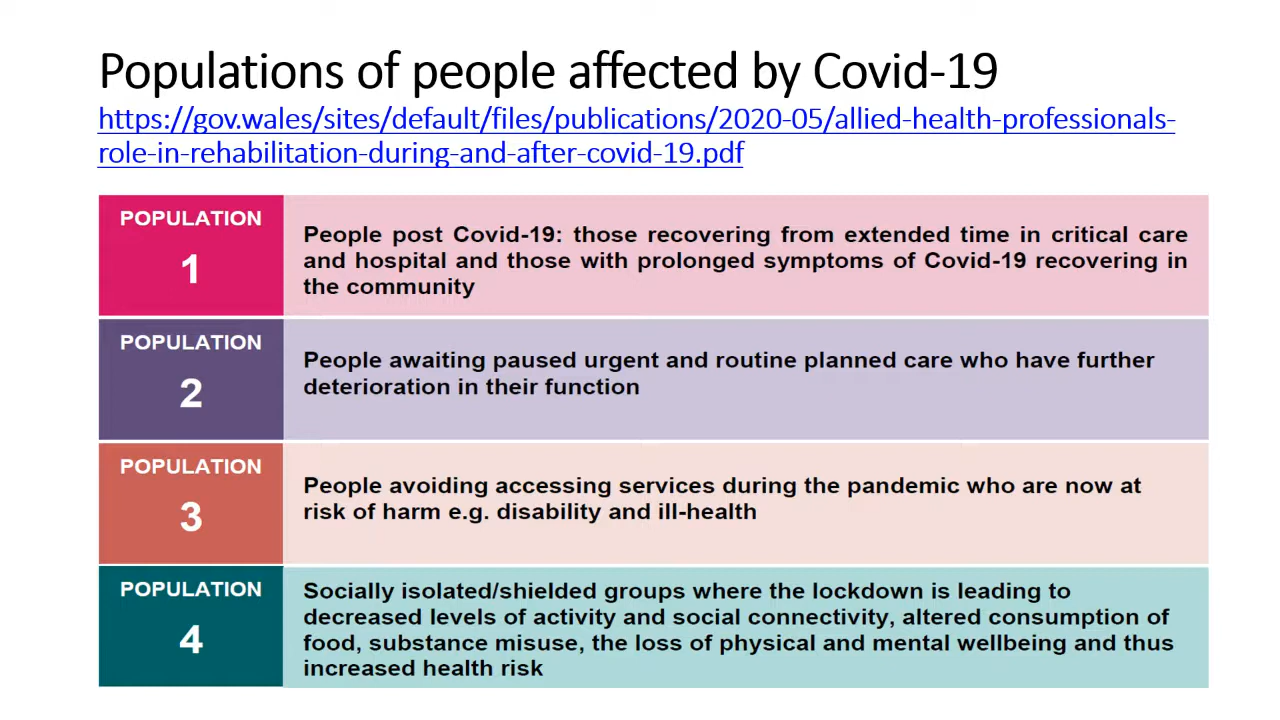 Populations of people affected by Covid-19
https://gov.wales/sites/default/files/publications/2020-05/allied-health-professionals-
role-in-rehabilitation-during-and-after-covid-19.pdf
POPULATION
1
People post Covid-19: those recovering from extended time in critical care
and hospital and those with prolonged symptoms of Covid-19 recovering in
the community
POPULATION
2
People awaiting paused urgent and routine planned care who have further
deterioration in their function
POPULATION
3
People avoiding accessing services during the pandemic who are now at
risk of harm e.g. disability and ill-health
POPULATION
4
Socially isolated/shielded groups where the lockdown is leading to
decreased levels of activity and social connectivity, altered consumption of
food, substance misuse, the loss of physical and mental wellbeing and thus
increased health risk